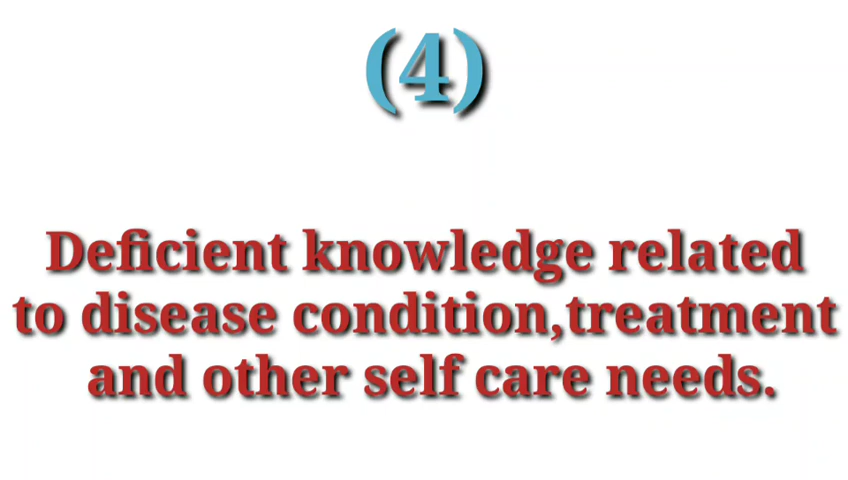 (4)
Deficient knowledge related
to disease condition,treatment
and other self care needs.